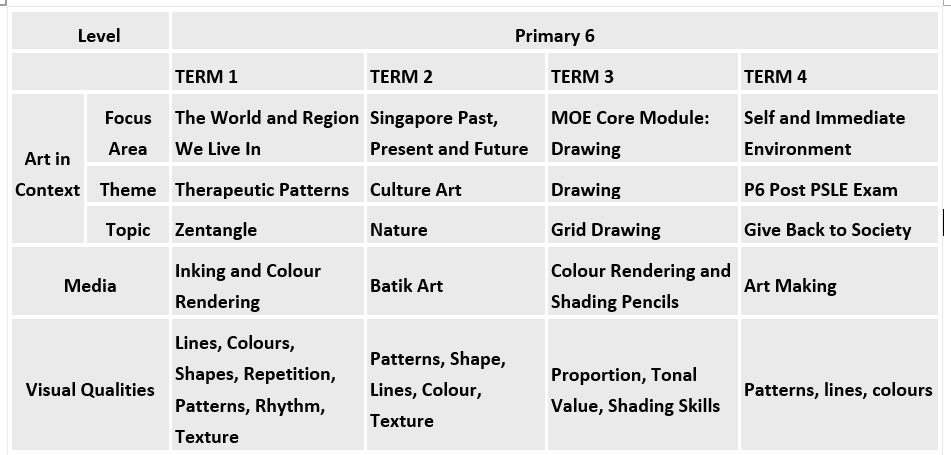 Level
Primary 6
TERM 1
TERM 2
TERM 3
TERM 4
Art in
Context
Focus
Area
The World and Region
We Live In
Singapore Past,
Present and Future
MOE Core Module:
Drawing
Self and Immediate
Environment
Theme
Therapeutic Patterns
Culture Art
Drawing
P6 Post PSLE Exam
Topic
Zentangle
Nature
Grid Drawing
Give Back to Society
Media
Inking and Colour
Rendering
Batik Art
Colour Rendering and
Shading Pencils
Art Making
Visual Qualities
Lines, Colours,
Shapes, Repetition,
Patterns, Rhythm,
Texture
Patterns, Shape,
Lines, Colour,
Texture
Proportion, Tonal
Value, Shading Skills
Patterns, lines, colours